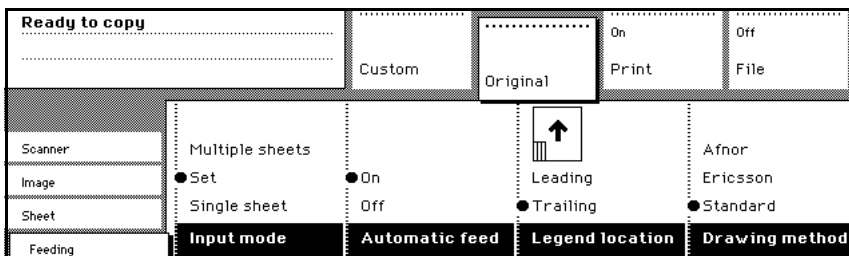 Ready to copy
On
Off
Custom
Original
Print
File
Scanner
Multiple sheets
Afnor
Image
Set
On
Leading
Ericsson
Sheet
Single sheet
Off
Trailing
Standard
Feeding
Input mode
Automatic feed
Legend location
Drawing method